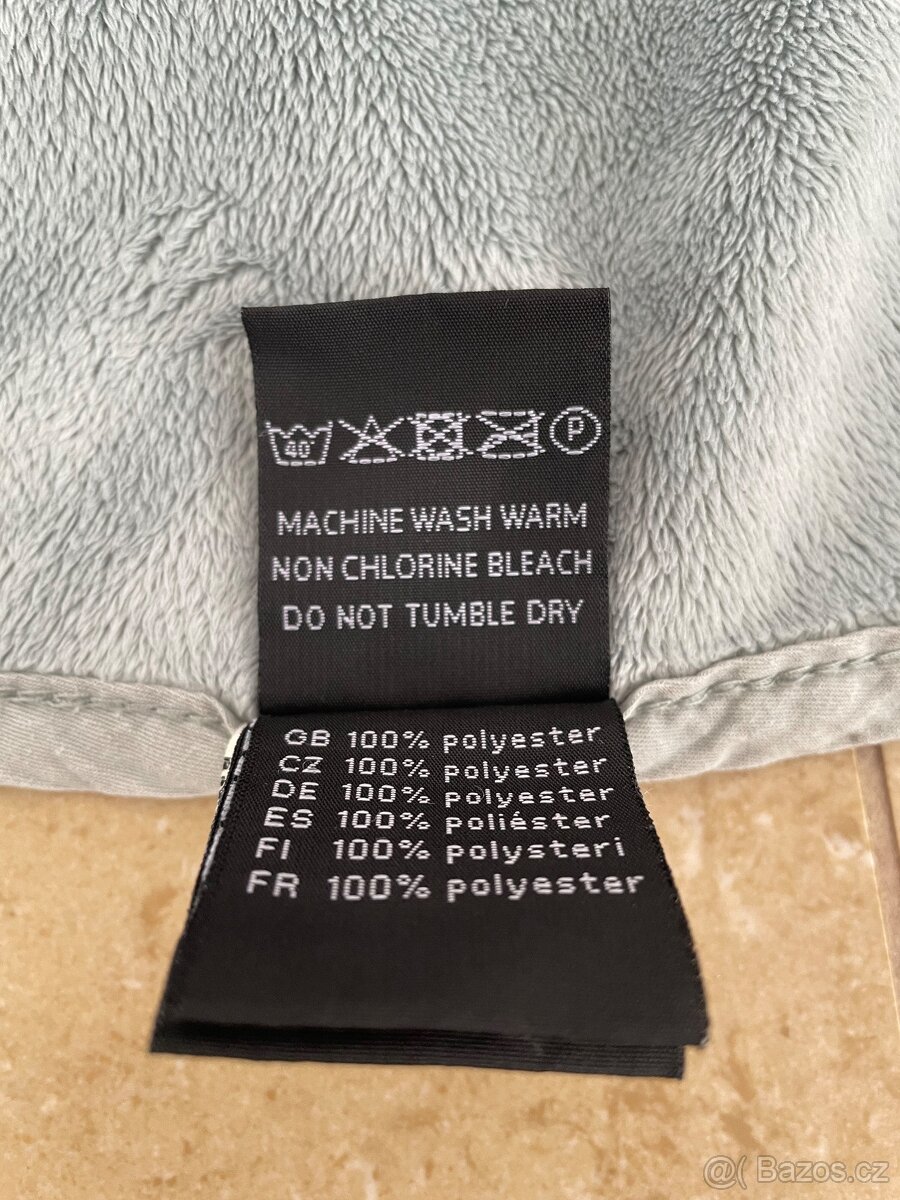 40 P
MACHINE WASH WARM
NON CHLORINE BLEACH
DO NOT TUMBLE DRY
GB 100% polyester
CZ 100% polyester
DE 100% polyester
ES 100% poliéster
FI 100% polysteri
FR 100% polyester
@( Bazos.cz